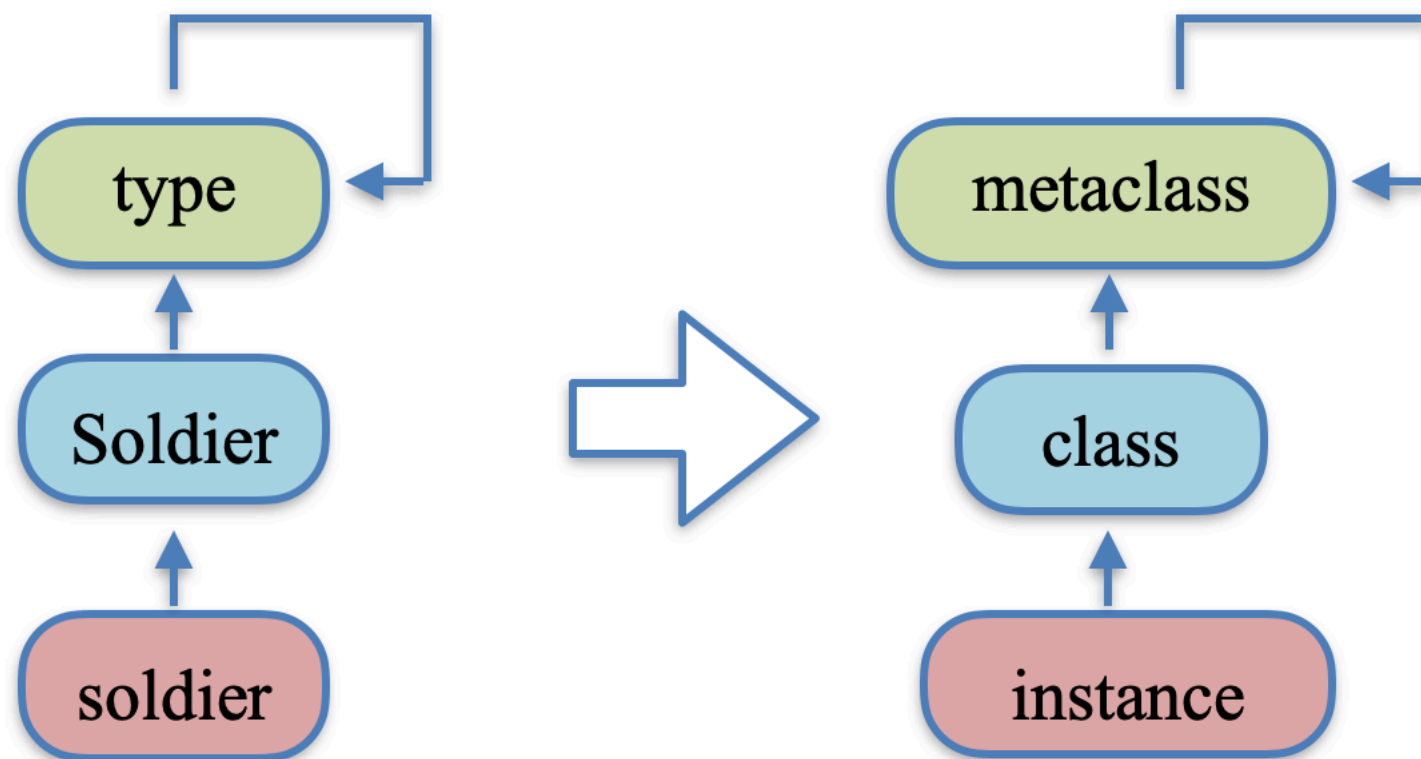 type
Soldier
soldier
metaclass
class
instance